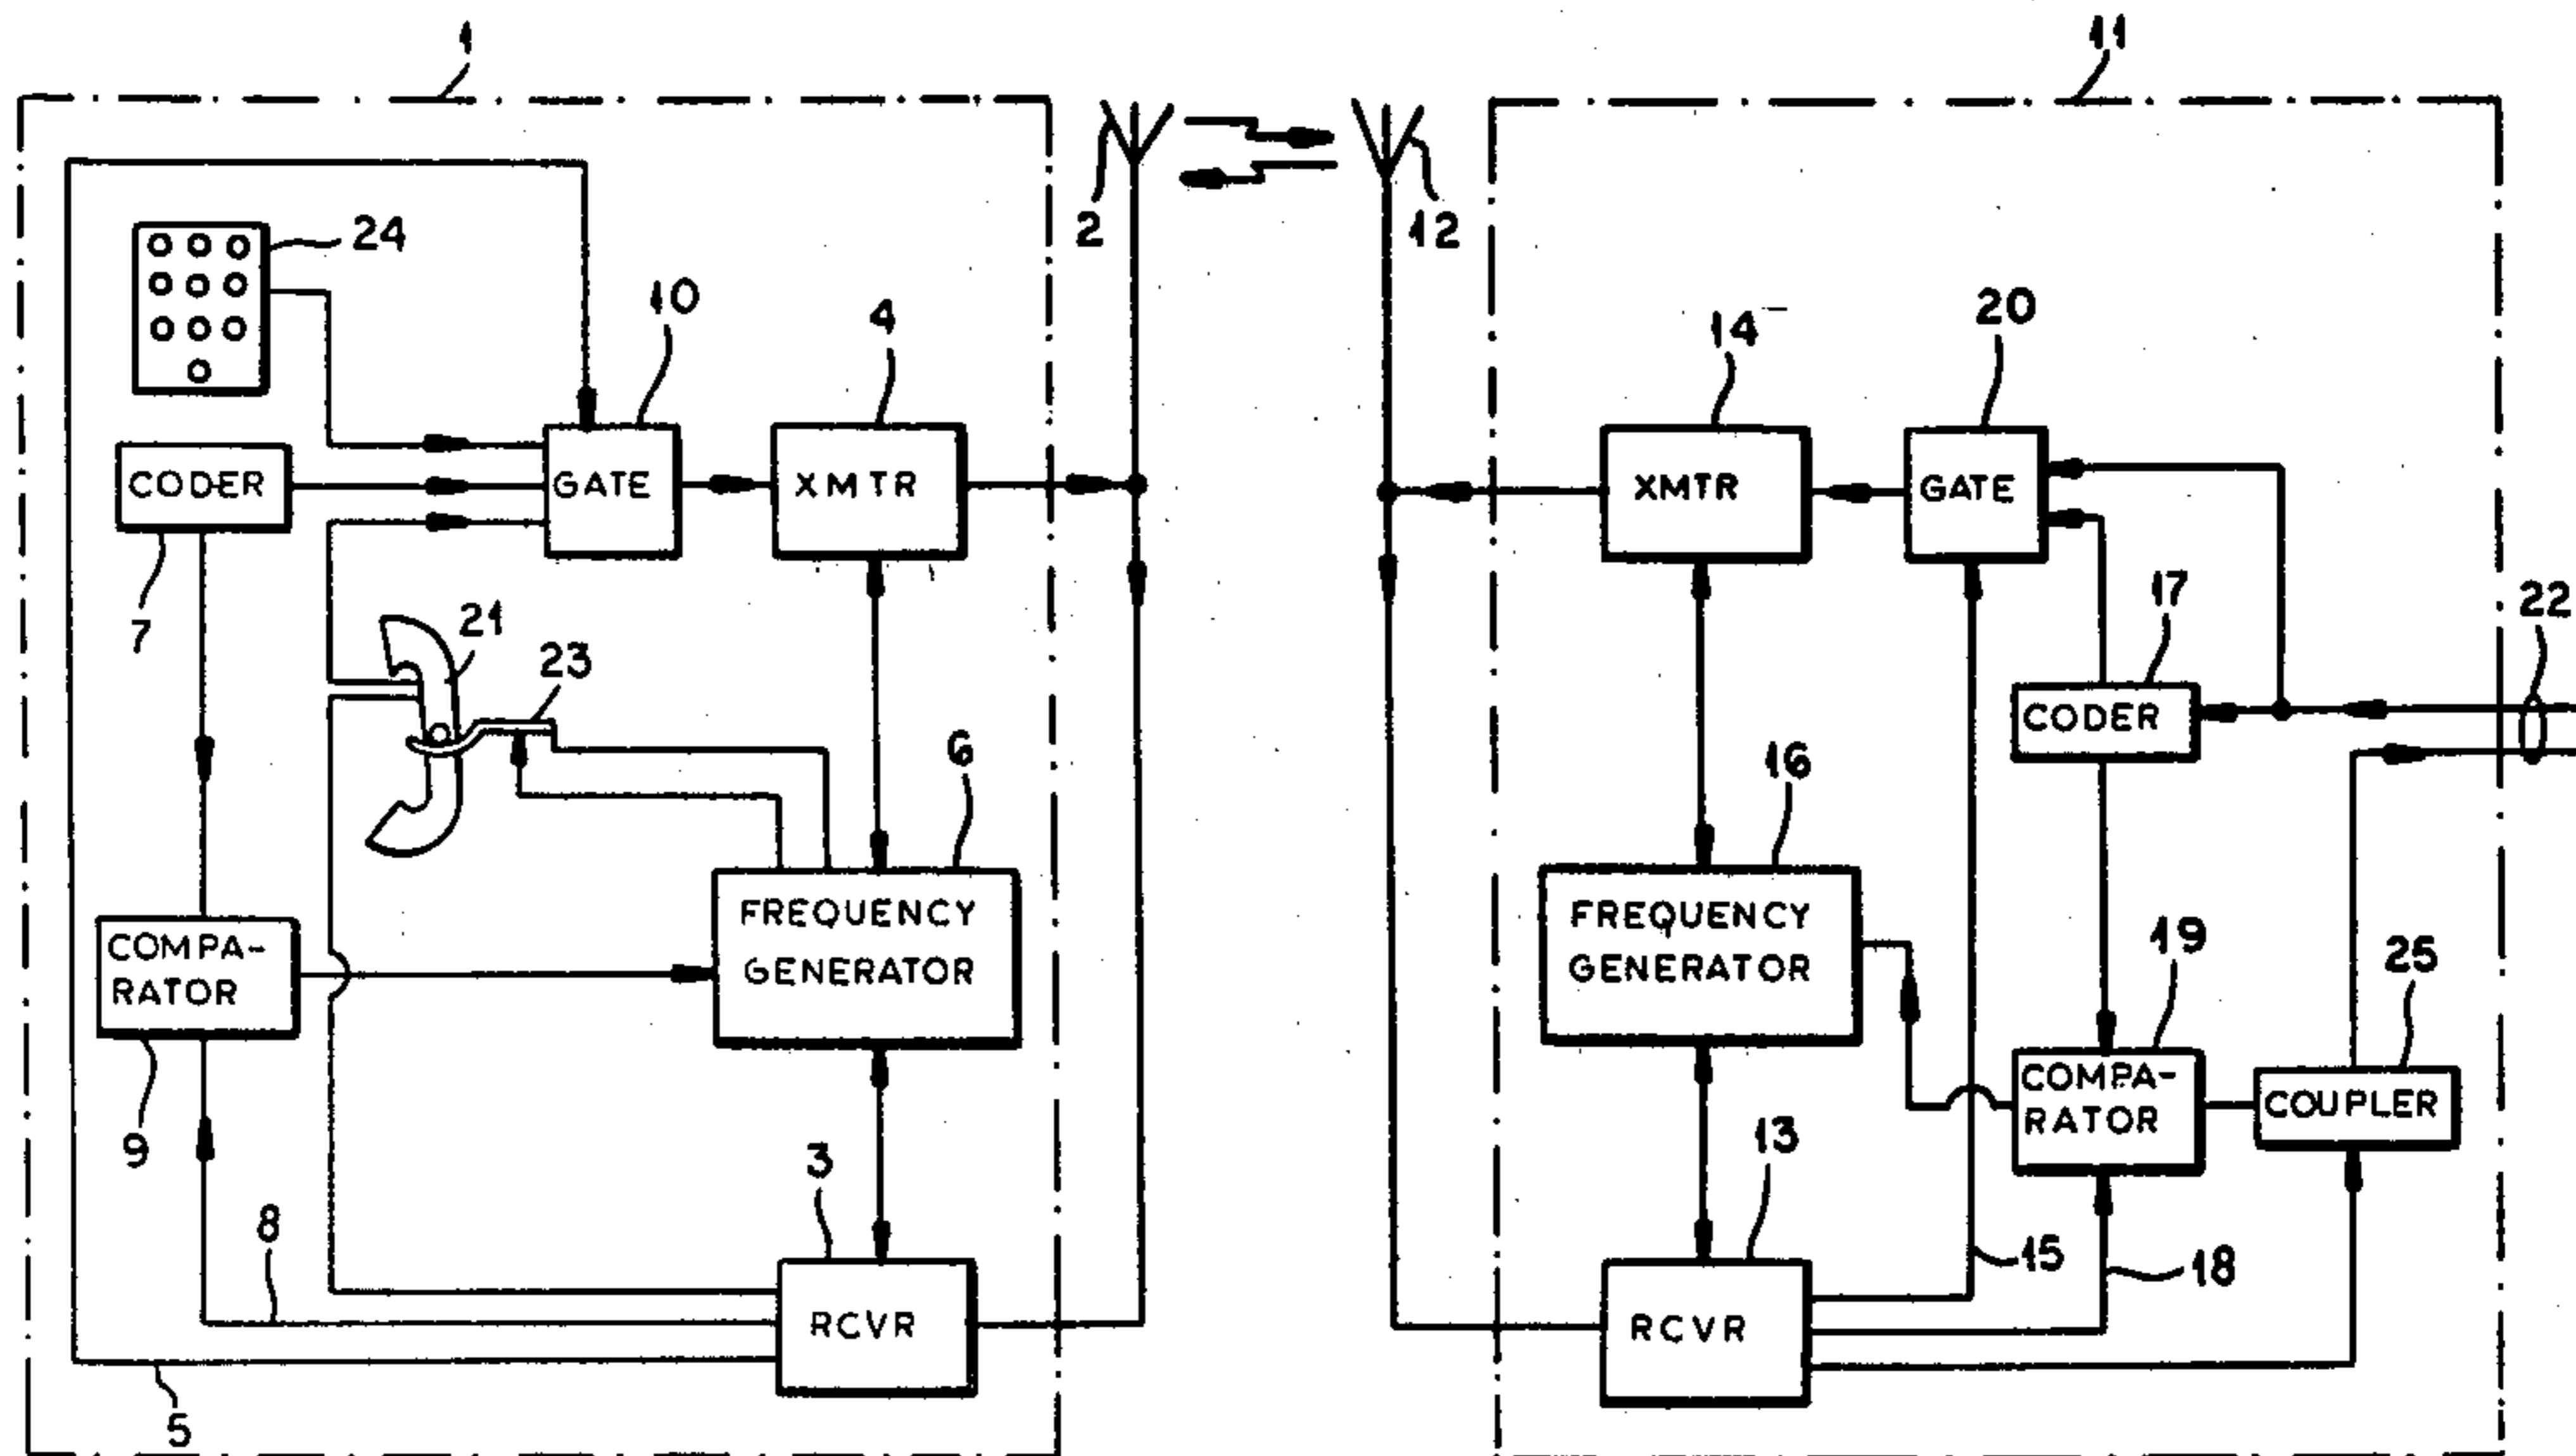 1
11
2
12
24
10
4
14
20
CODER
GATE
XMTR
XMTR
GATE
7
21
23
17
22
CODER
6
16
FREQUENCY
GENERATOR
FREQUENCY
GENERATOR
COMPA-
RATOR
9
19
25
COMPA-
RATOR
COUPLER
3
13
8
15
18
RCVR
RCVR
5